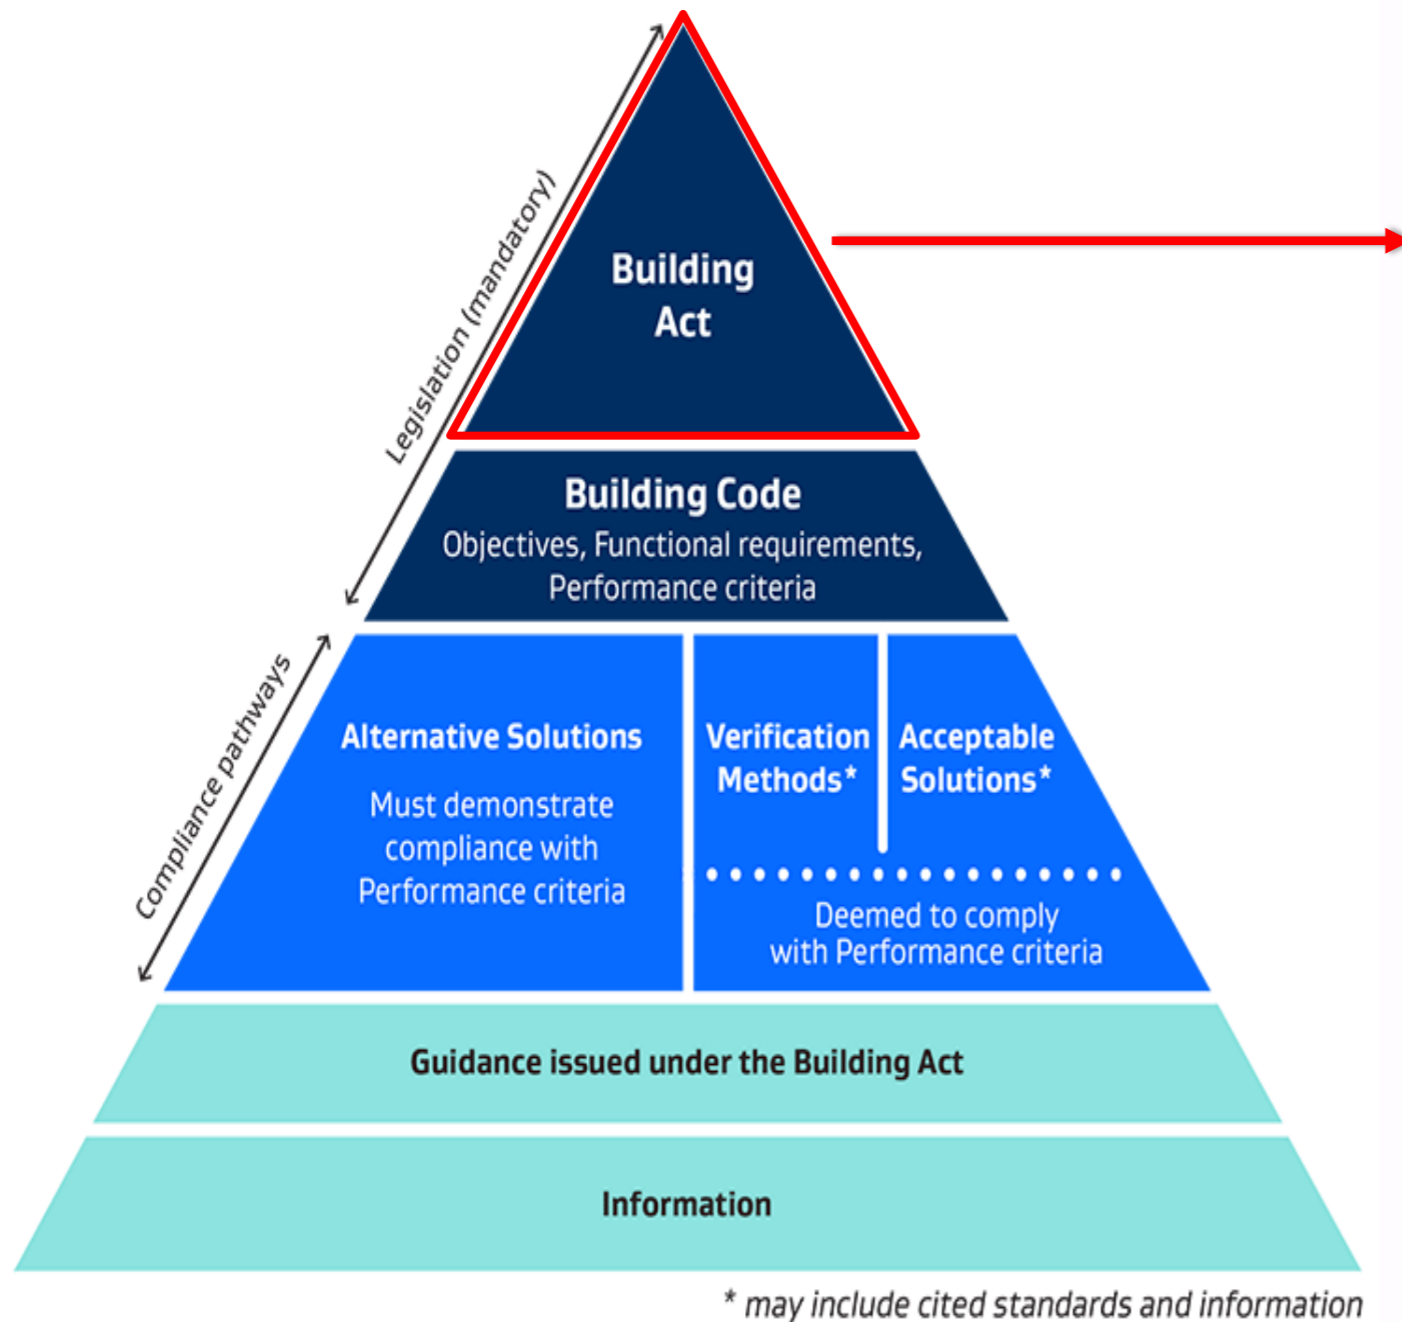 Legislation (mandatory)
Building
Act
Building Code
Objectives, Functional requirements,
Performance criteria
Compliance pathways
Alternative Solutions
Must demonstrate
compliance with
Performance criteria
Verification
Methods*
Acceptable
Solutions*
Deemed to comply
with Performance criteria
Guidance issued under the Building Act
Information
* may include cited standards and information